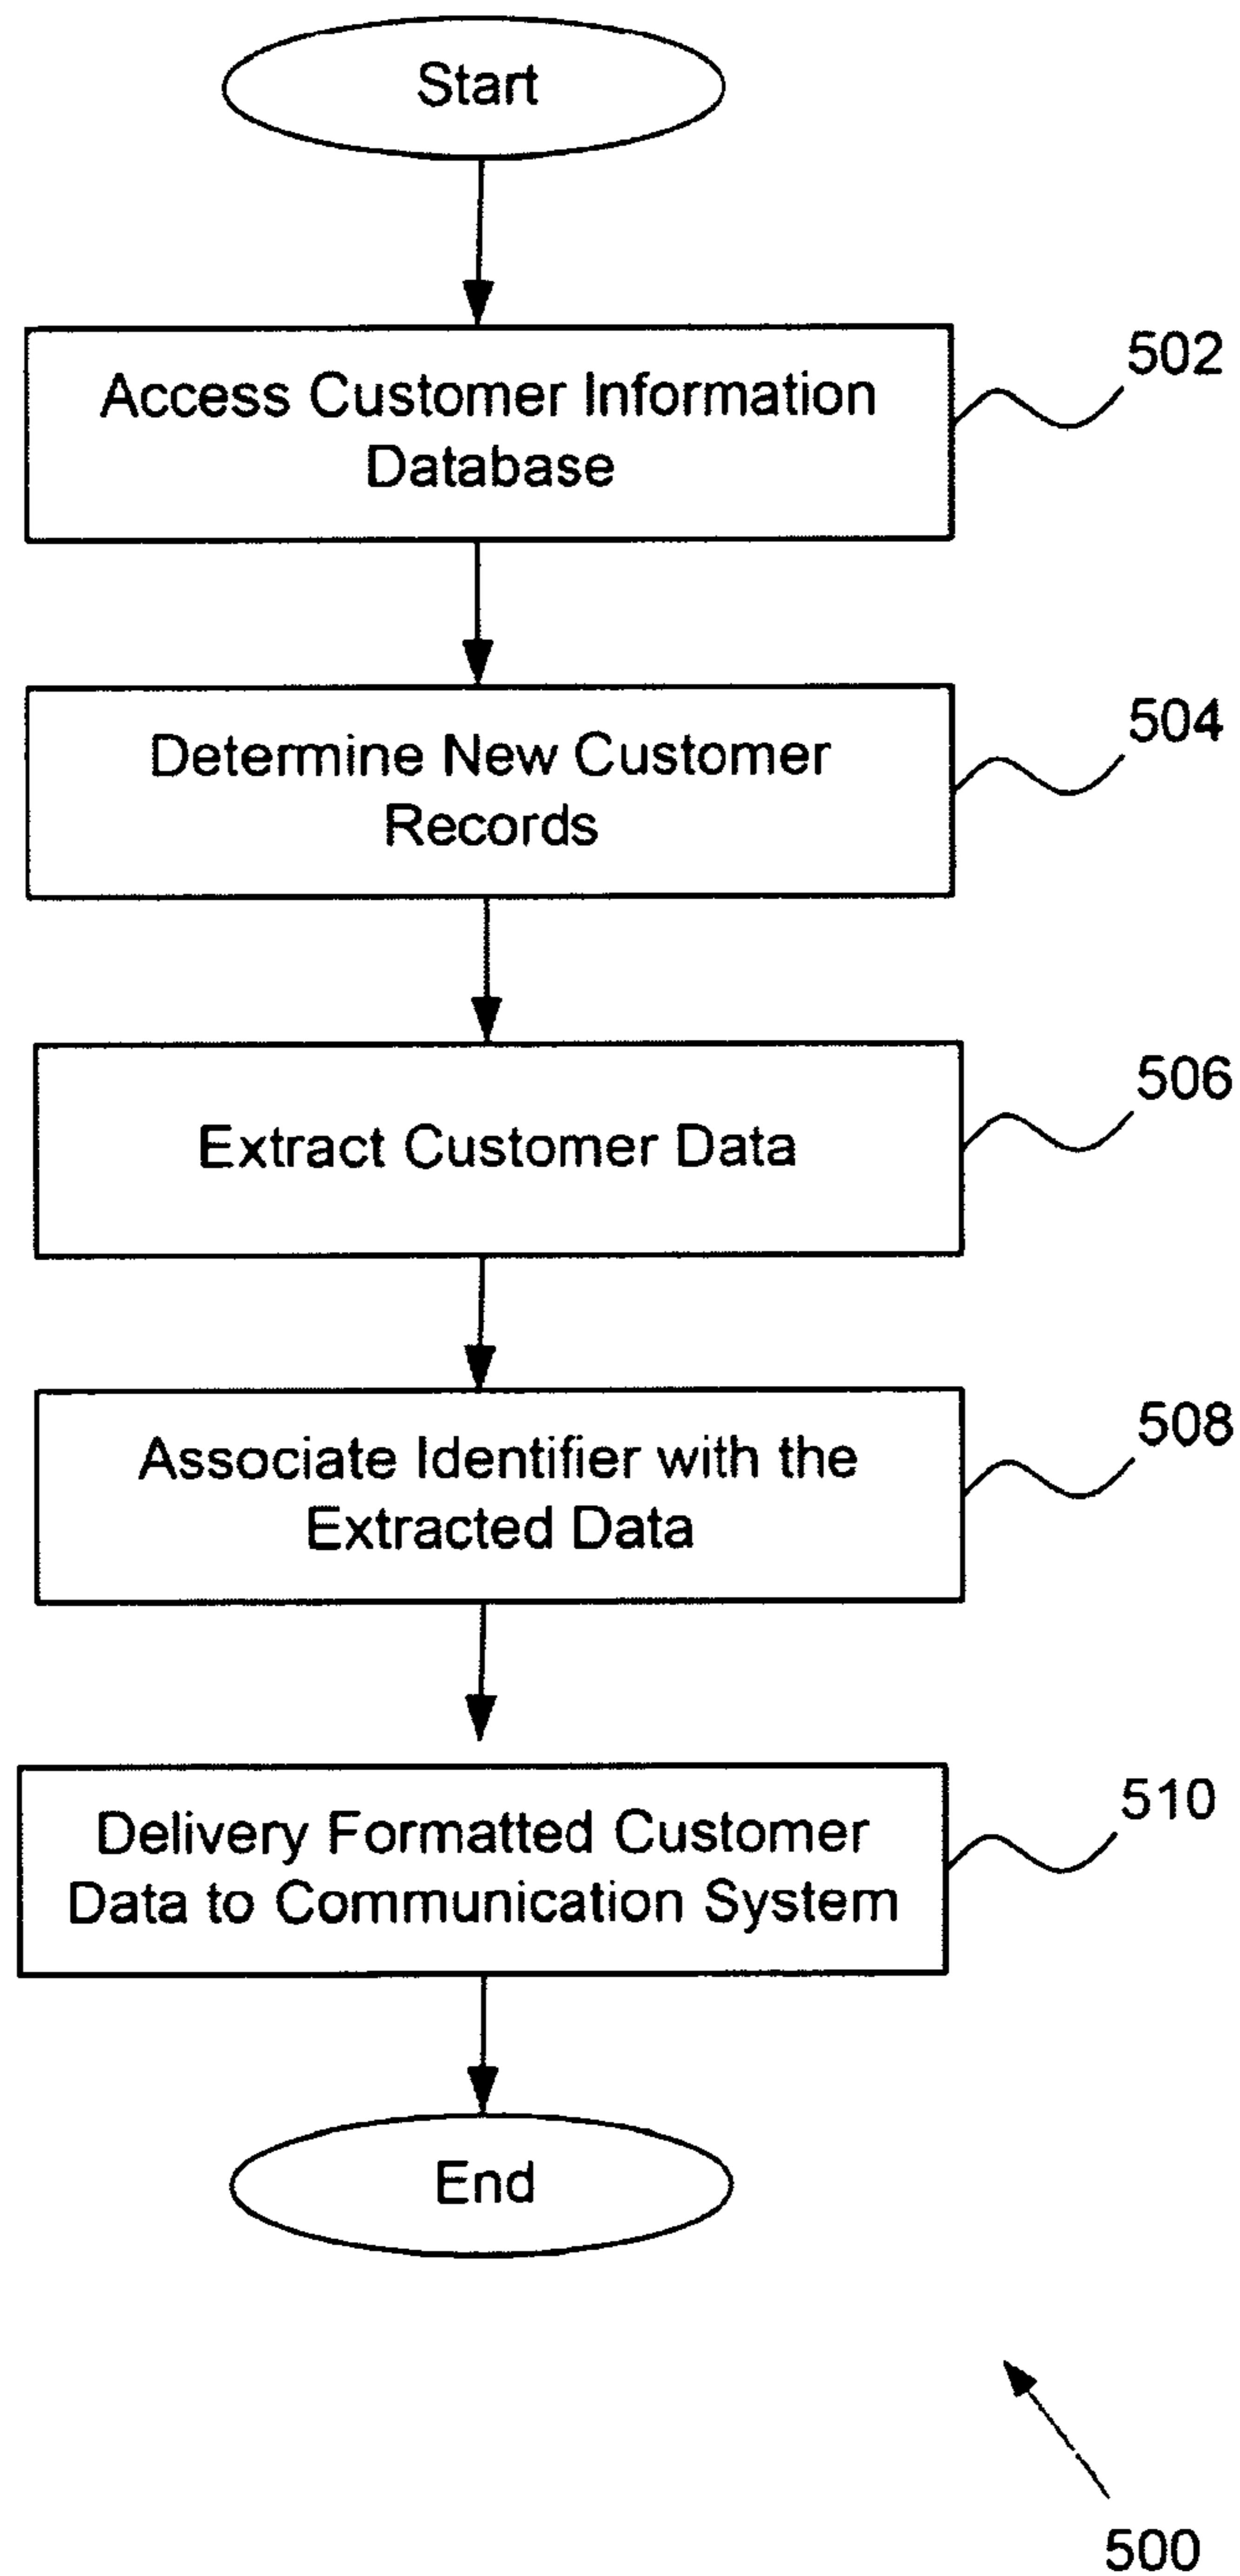 Start
Access Customer Information
Database
502
Determine New Customer
Records
504
Extract Customer Data
506
Associate Identifier with the
Extracted Data
508
Delivery Formatted Customer
Data to Communication System
510
End
500